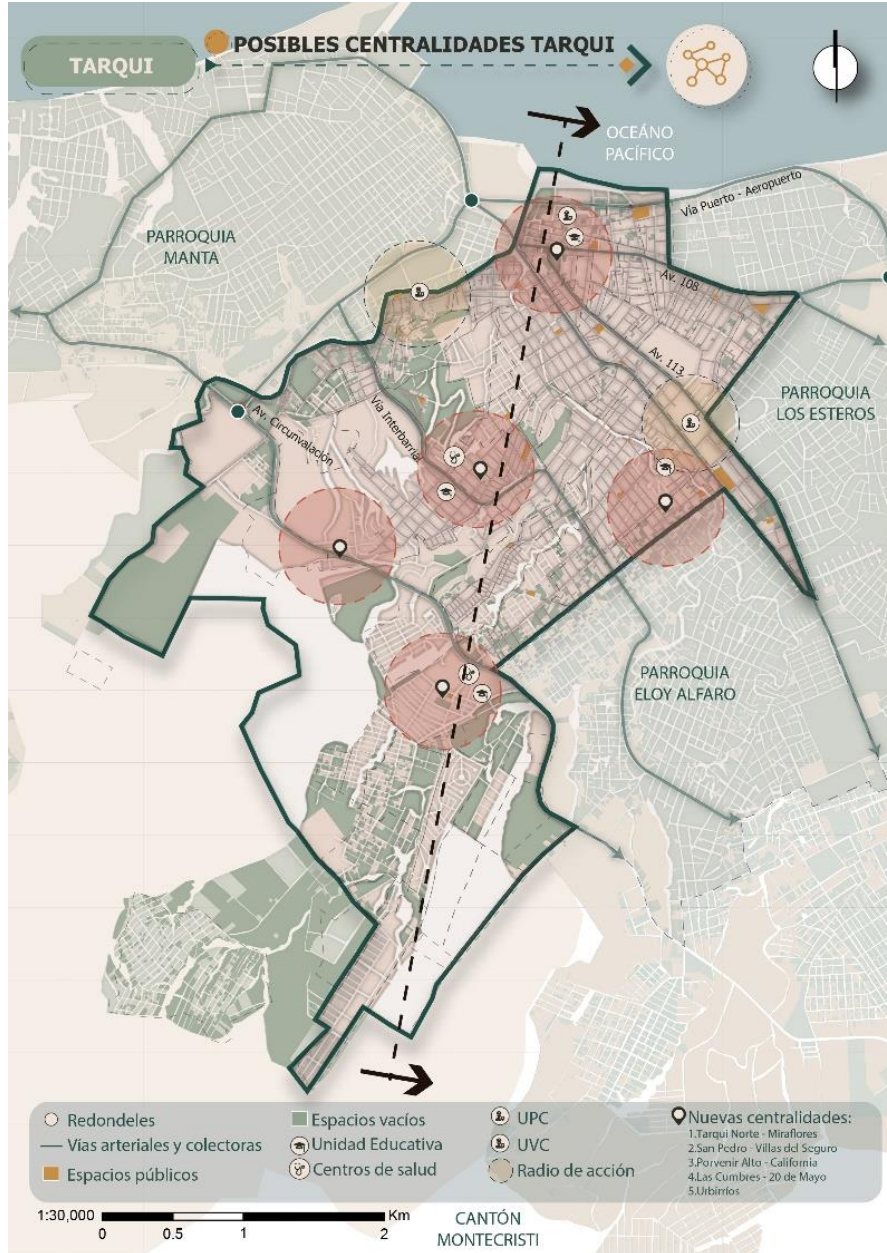 POSIBLES CENTRALIDADES TARQUI
TARQUI
OCEÁNO
PACÍFICO
Vía Puerto - Aeropuerto
PARROQUIA
MANTA
Av. 108
Av. 113
PARROQUIA
LOS ESTEROS
Av. Circunvalación
Vía Interbarrial
PARROQUIA
ELOY ALFARO
Redondeles
Vías arteriales y colectoras
Espacios públicos
Espacios vacíos
Unidad Educativa
Centros de salud
UPC
UVC
Radio de acción
Nuevas centralidades:
1.Tarqui Norte - Miraflores
2.San Pedro - Villas del Seguro
3.Porvenir Alto - California
4.Las Cumbres - 20 de Mayo
5.Urbirríos
1:30,000
Km
0 0.5 1 2
CANTÓN
MONTECRISTI